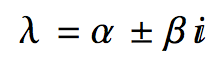 λ = α ± β i